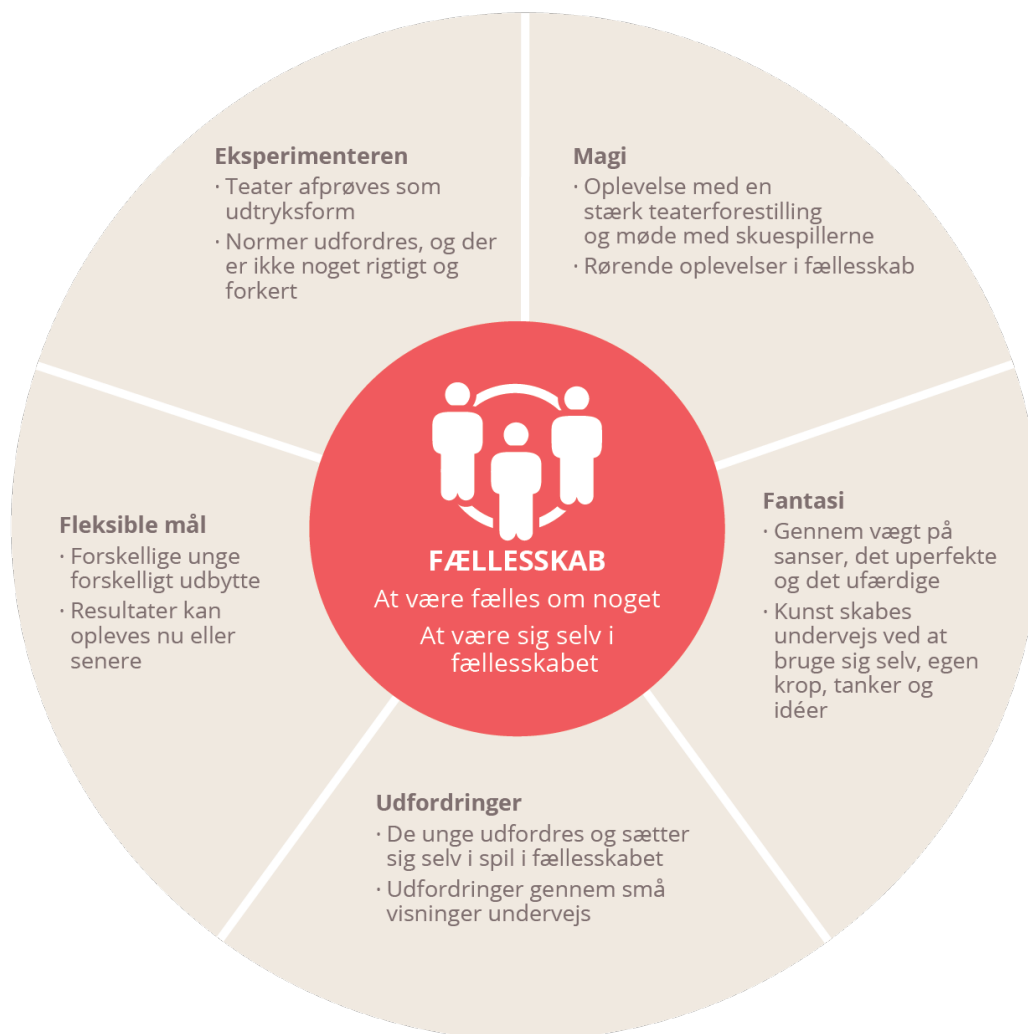 Eksperimenteren
· Teater afprøves som
udtryksform
· Normer udfordres, og der
er ikke noget rigtigt og
forkert
Magi
· Oplevelse med en
stærk teaterforestilling
og møde med skuespillerne
· Rørende oplevelser i fællesskab
Fantasi
· Gennem vægt på
sanser, det uperfekte
og det ufærdige
· Kunst skabes
undervejs ved at
bruge sig selv, egen
krop, tanker og
idéer
Udfordringer
· De unge udfordres og sætter
sig selv i spil i fællesskabet
· Udfordringer gennem små
visninger undervejs
Fleksible mål
· Forskellige unge
forskelligt udbytte
· Resultater kan
opleves nu eller
senere
FÆLLESSKAB
At være fælles om noget
At være sig selv i
fællesskabet